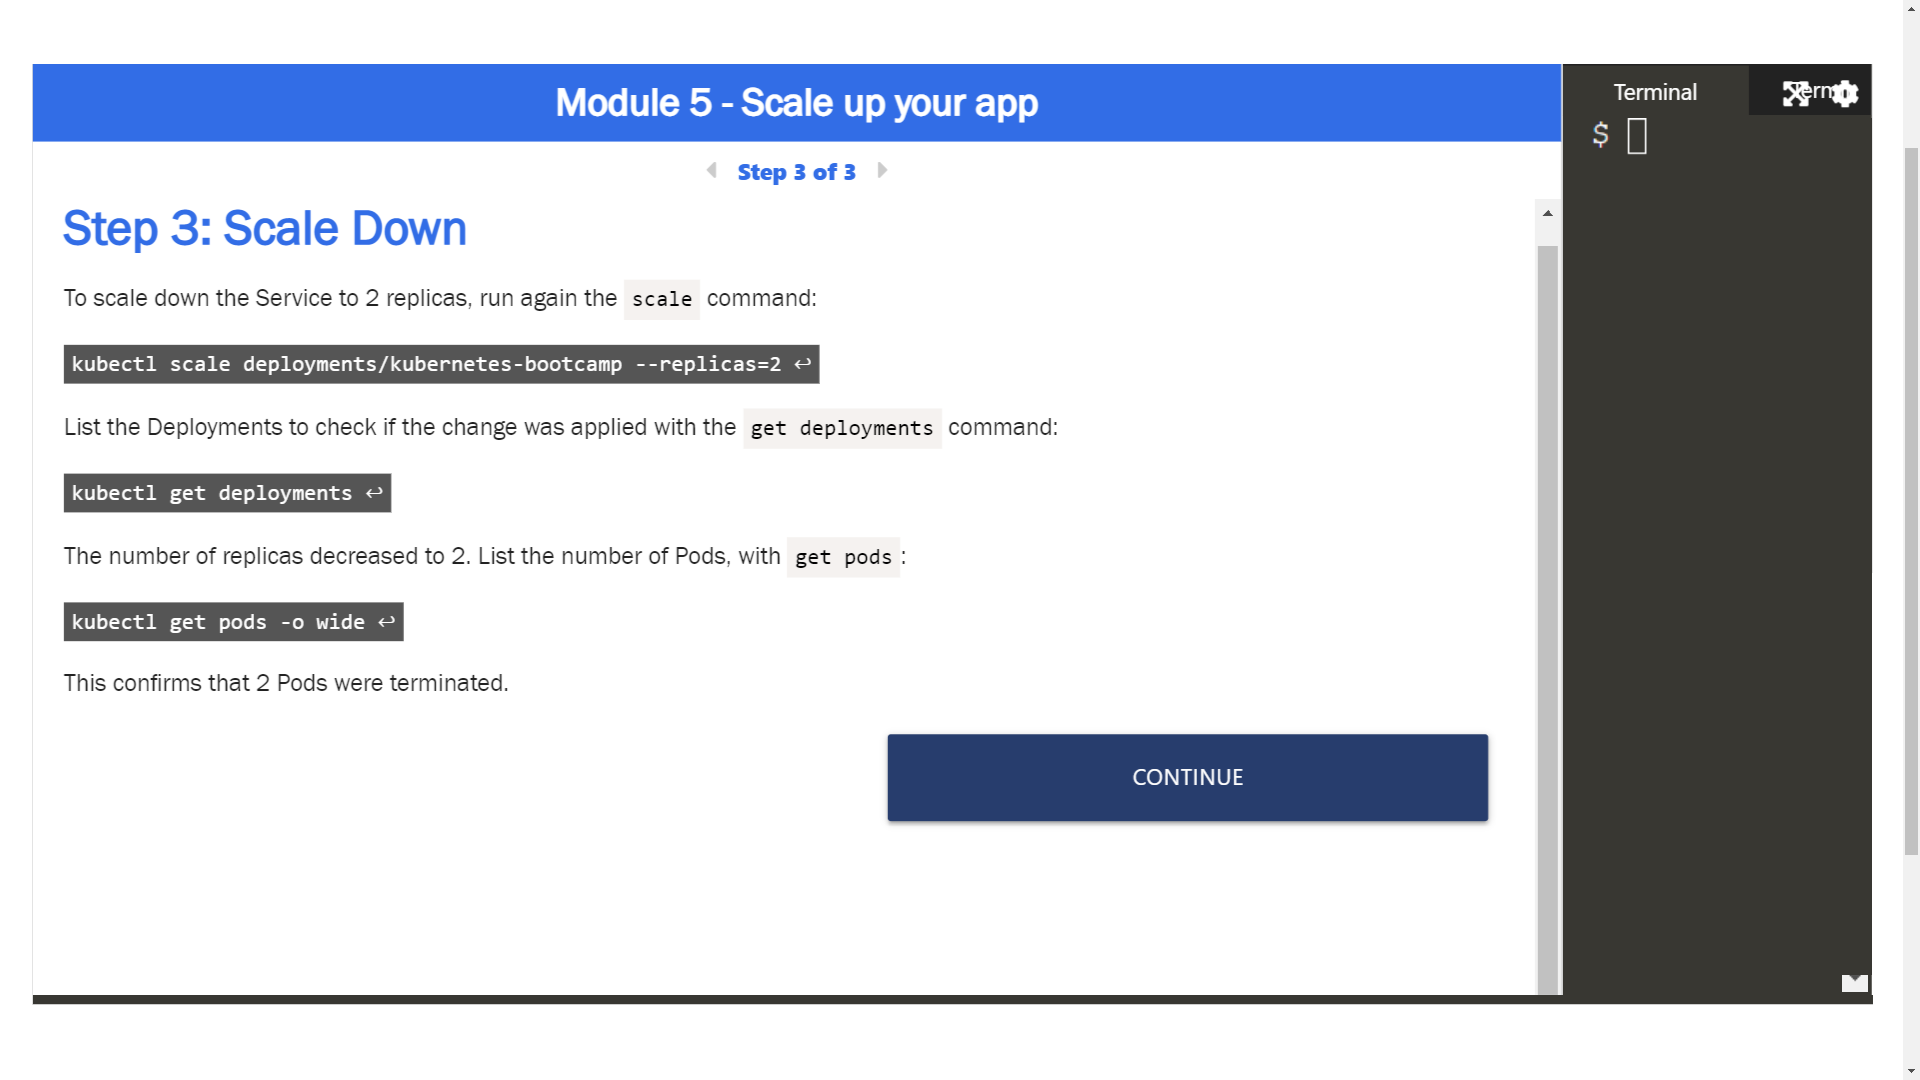 Module 5 - Scale up your app
Step 3 of 3
Step 3: Scale Down
To scale down the Service to 2 replicas, run again the scale command:
kubectl scale deployments/kubernetes-bootcamp --replicas=2 ↩
List the Deployments to check if the change was applied with the get deployments command:
kubectl get deployments ↩
The number of replicas decreased to 2. List the number of Pods, with get pods :
kubectl get pods -o wide ↩
This confirms that 2 Pods were terminated.
CONTINUE
Terminal
$